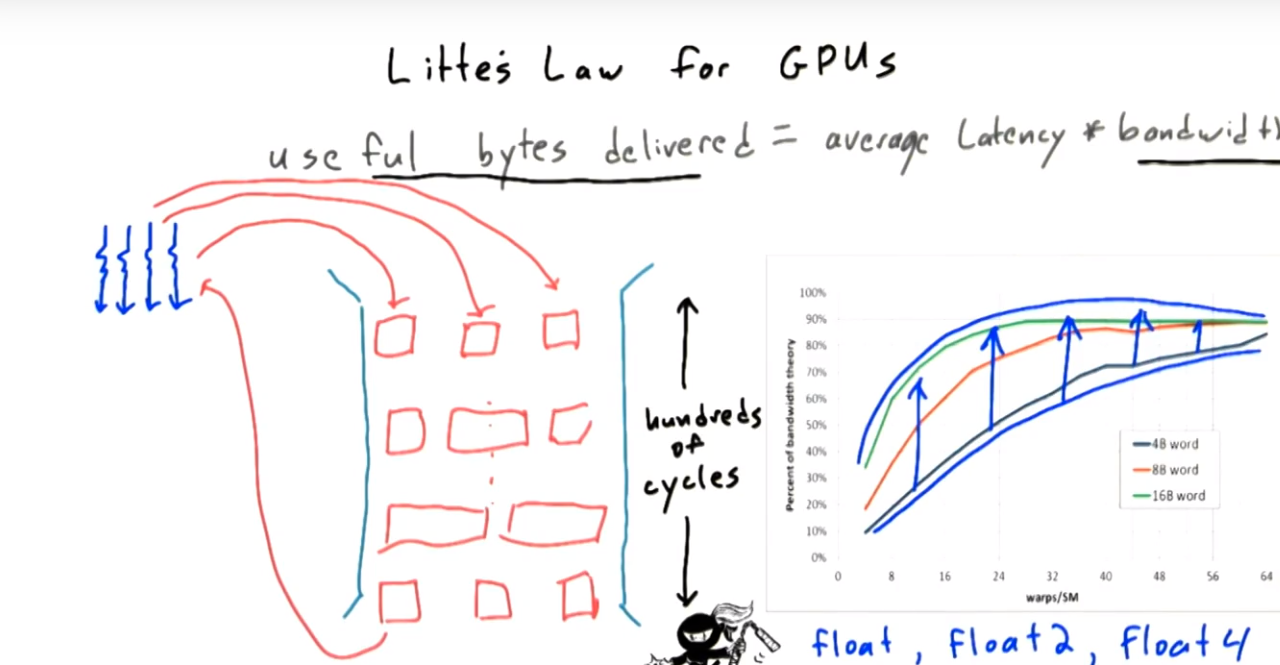 Litte's Law for GPUs
useful bytes delivered = average Latency * bandwidth
hundreds
of
cycles
Percent of bandwidth theory
100%
90%
80%
70%
60%
50%
40%
30%
20%
10%
0%
4B word
8B word
16B word
0 8 16 24 32 40 48 56 64
warps/SM
float, float2, float4